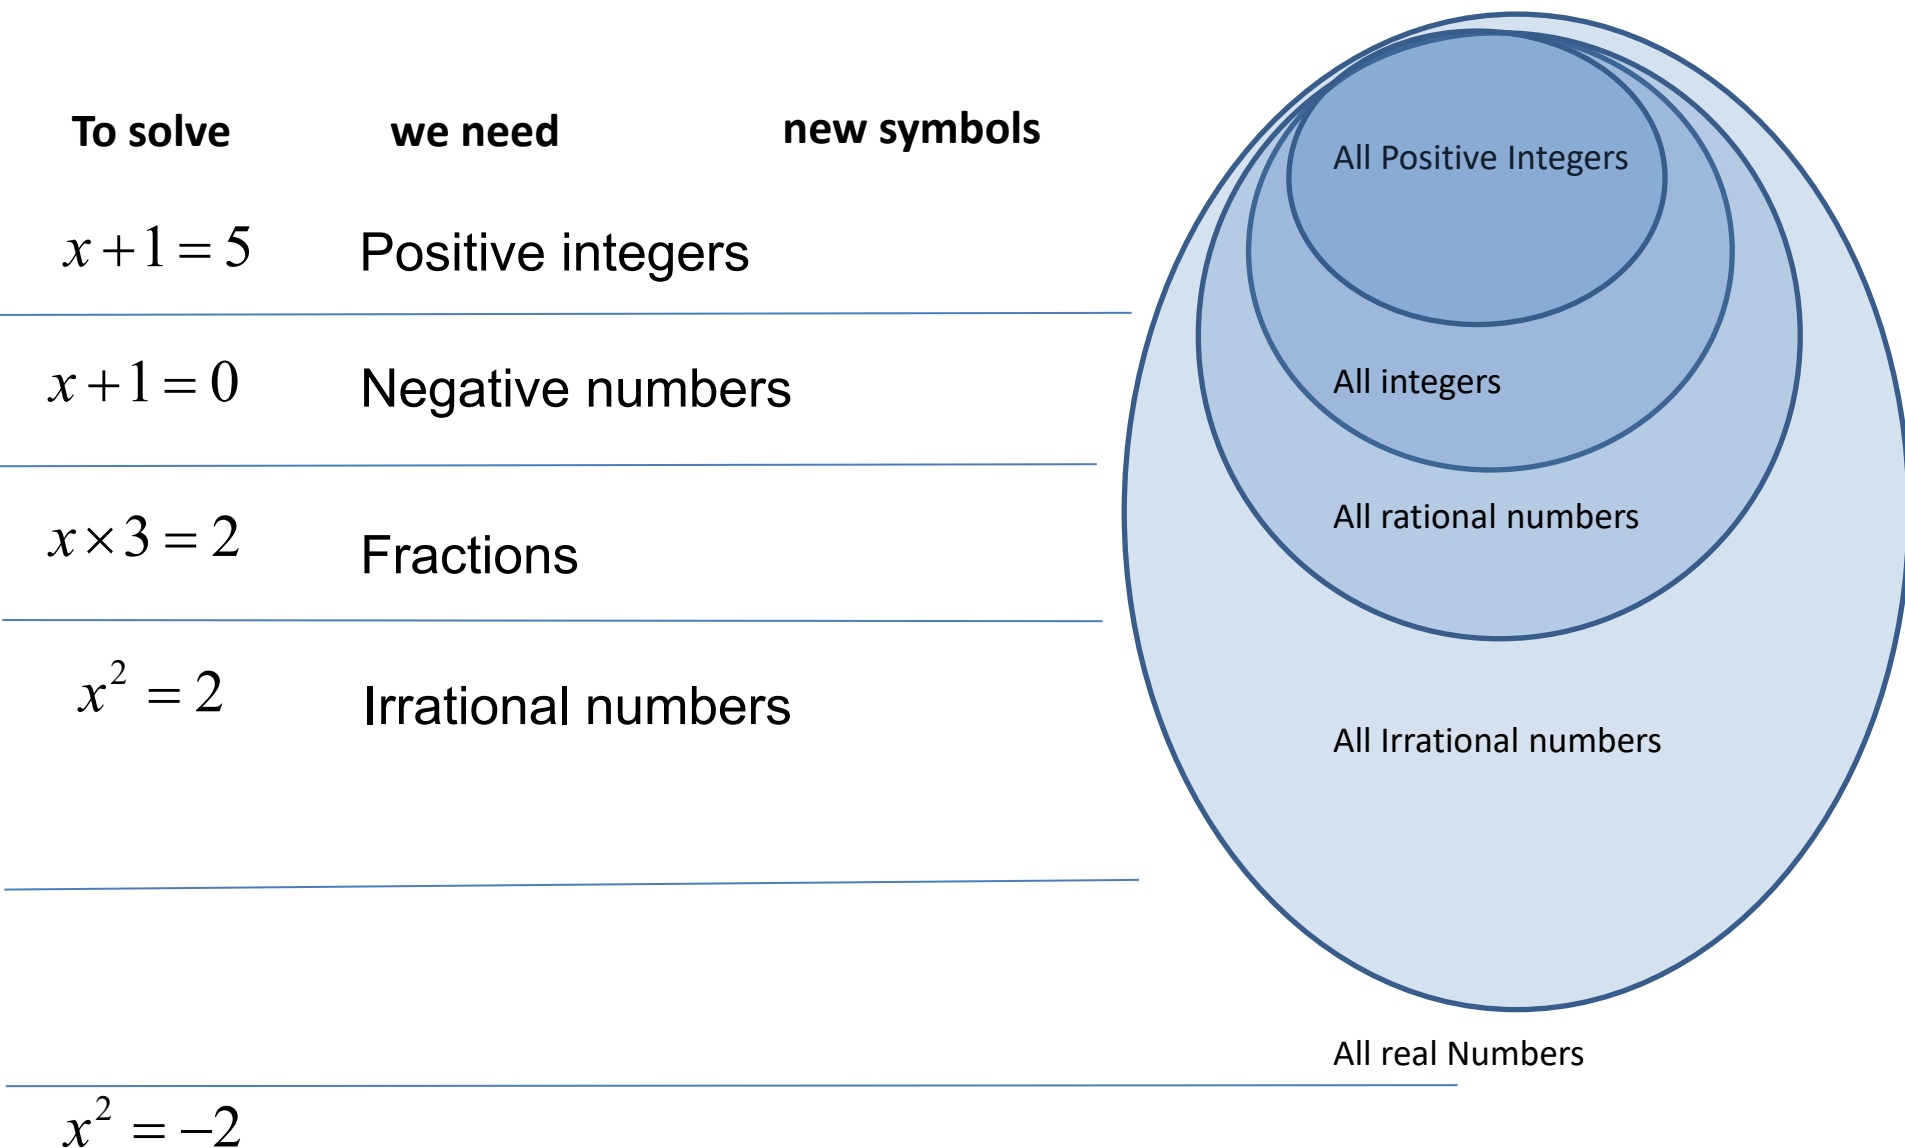 To solve we need new symbols
x + 1 = 5 Positive integers
x + 1 = 0 Negative numbers
x × 3 = 2 Fractions
x² = 2 Irrational numbers
x² = −2
All Positive Integers
All integers
All rational numbers
All Irrational numbers
All real Numbers